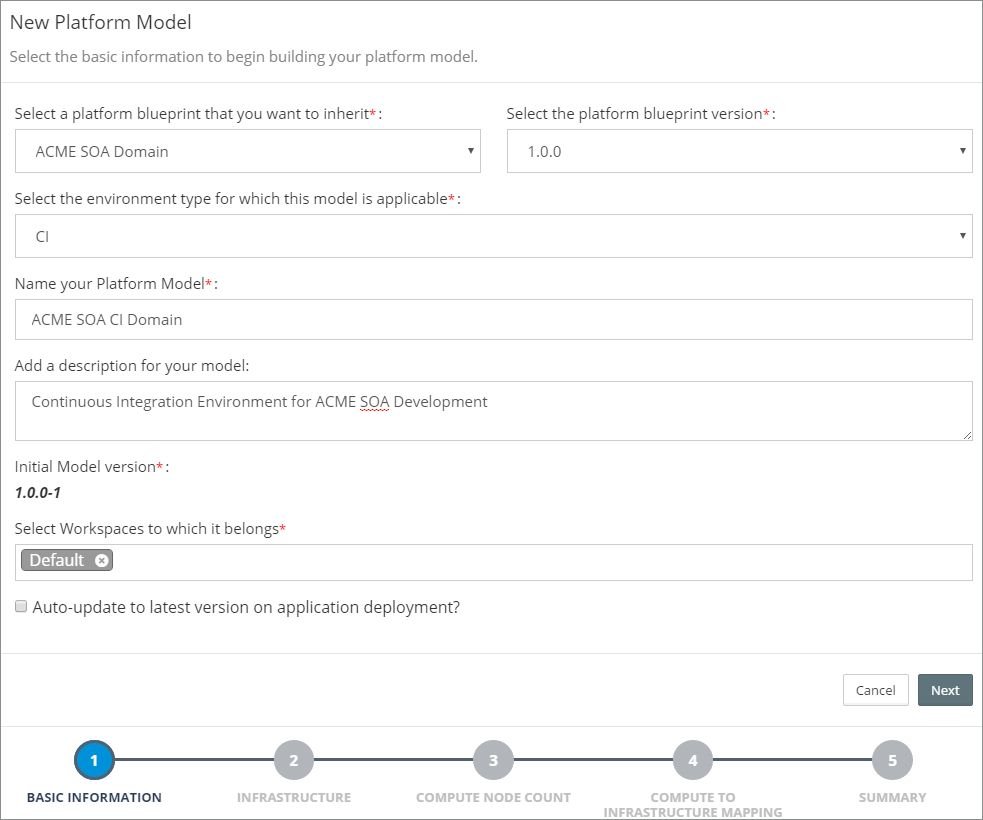 New Platform Model
Select the basic information to begin building your platform model.
Select a platform blueprint that you want to inherit*:
Select the platform blueprint version*:
ACME SOA Domain
1.0.0
Select the environment type for which this model is applicable*:
CI
Name your Platform Model*:
ACME SOA CI Domain
Add a description for your model:
Continuous Integration Environment for ACME SOA Development
Initial Model version*:
1.0.0-1
Select Workspaces to which it belongs*
Default
Auto-update to latest version on application deployment?
Cancel
Next
1
2
3
4
5
BASIC INFORMATION
INFRASTRUCTURE
COMPUTE NODE COUNT
COMPUTE TO
INFRASTRUCTURE MAPPING
SUMMARY